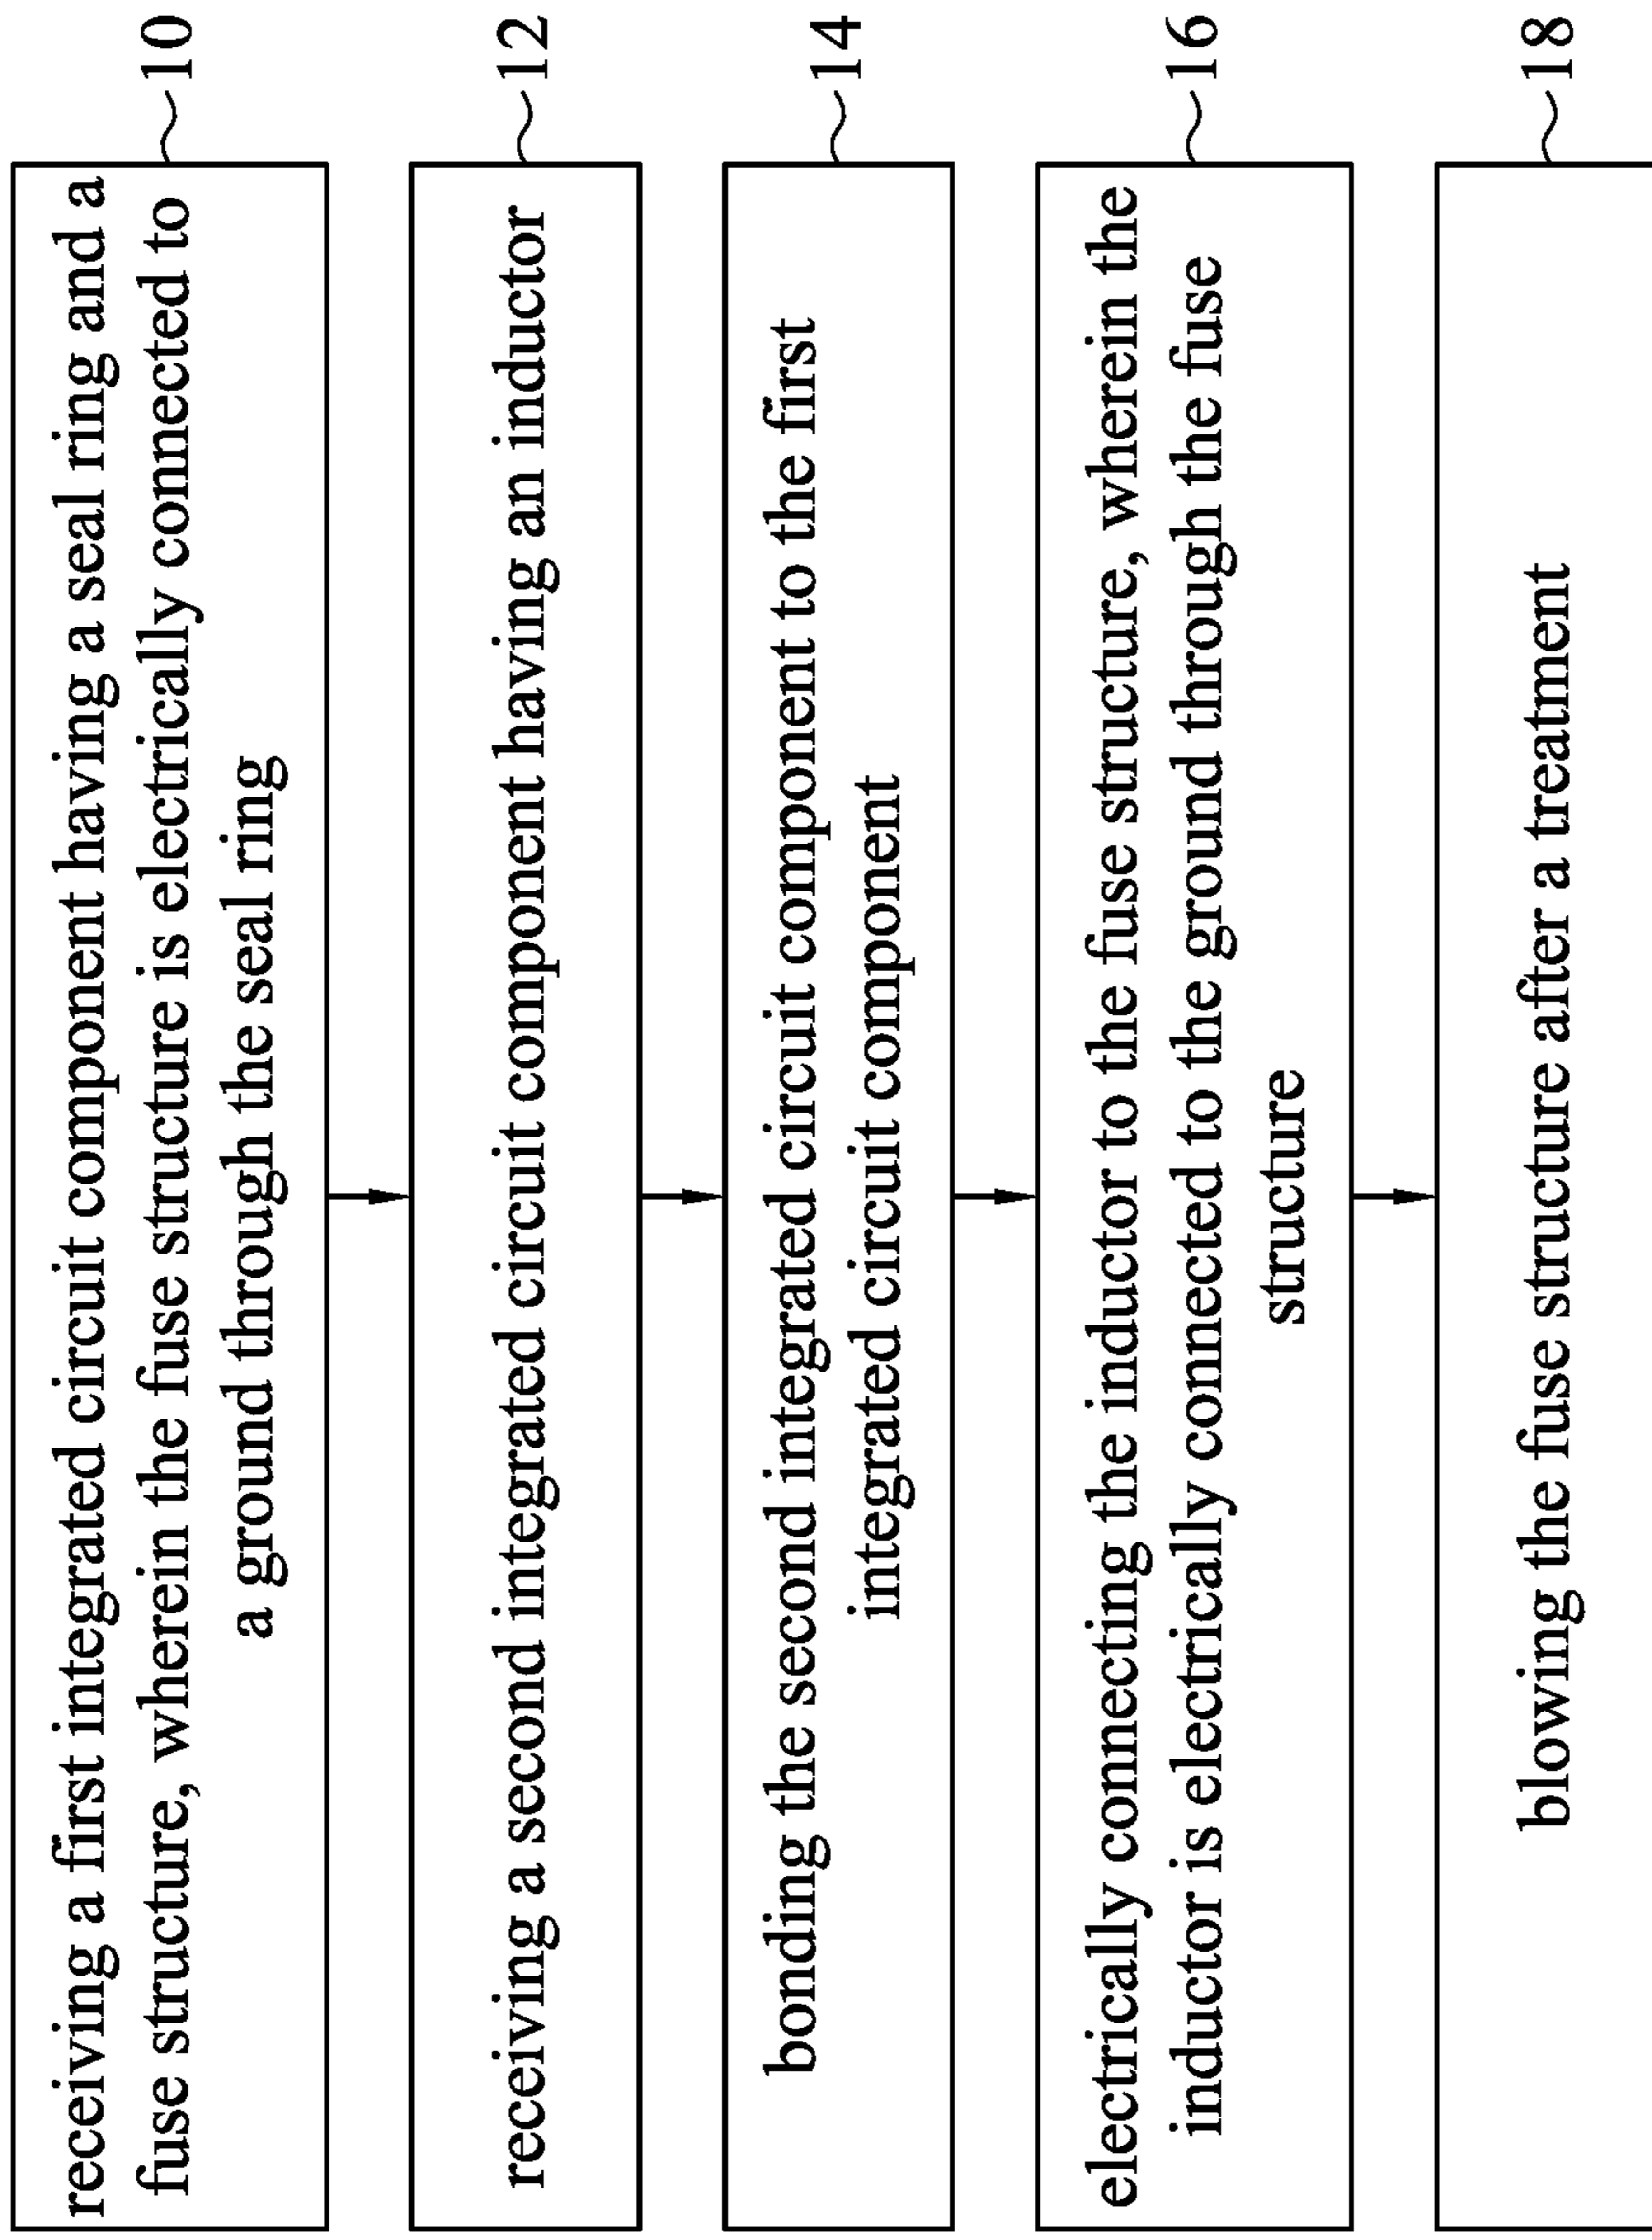 receiving a first integrated circuit component having a seal ring and a
fuse structure, wherein the fuse structure is electrically connected to
a ground through the seal ring
10
receiving a second integrated circuit component having an inductor
12
bonding the second integrated circuit component to the first
integrated circuit component
14
electrically connecting the inductor to the fuse structure, wherein the
inductor is electrically connected to the ground through the fuse
structure
16
blowing the fuse structure after a treatment
18